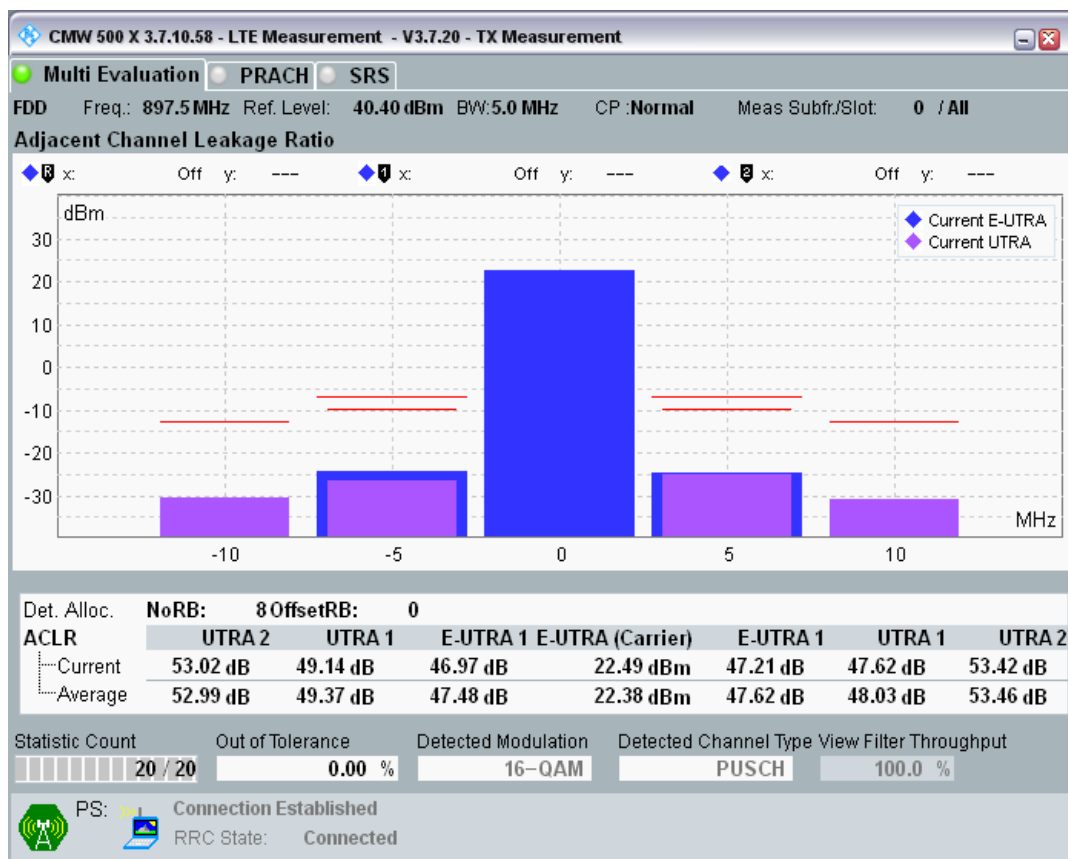 CMW 500 X 3.7.10.58 - LTE Measurement - V3.7.20 - TX Measurement
Multi Evaluation PRACH SRS
FDD Freq.: 897.5 MHz Ref. Level: 40.40 dBm BW:5.0 MHz CP :Normal Meas Subfr./Slot: 0 / All
Adjacent Channel Leakage Ratio
R x: Off y: --- 1 x: Off y: --- 2 x: Off y: ---
dBm
Current E-UTRA
Current UTRA
30
20
10
0
-10
-20
-30
MHz
-10 -5 0 5 10
Det. Alloc. NoRB: 8 OffsetRB: 0
ACLR UTRA 2 UTRA 1 E-UTRA 1 E-UTRA (Carrier) E-UTRA 1 UTRA 1 UTRA 2
Current 53.02 dB 49.14 dB 46.97 dB 22.49 dBm 47.21 dB 47.62 dB 53.42 dB
Average 52.99 dB 49.37 dB 47.48 dB 22.38 dBm 47.62 dB 48.03 dB 53.46 dB
Statistic Count Out of Tolerance Detected Modulation Detected Channel Type View Filter Throughput
20 / 20 0.00 % 16-QAM PUSCH 100.0 %
PS: Connection Established
RRC State: Connected